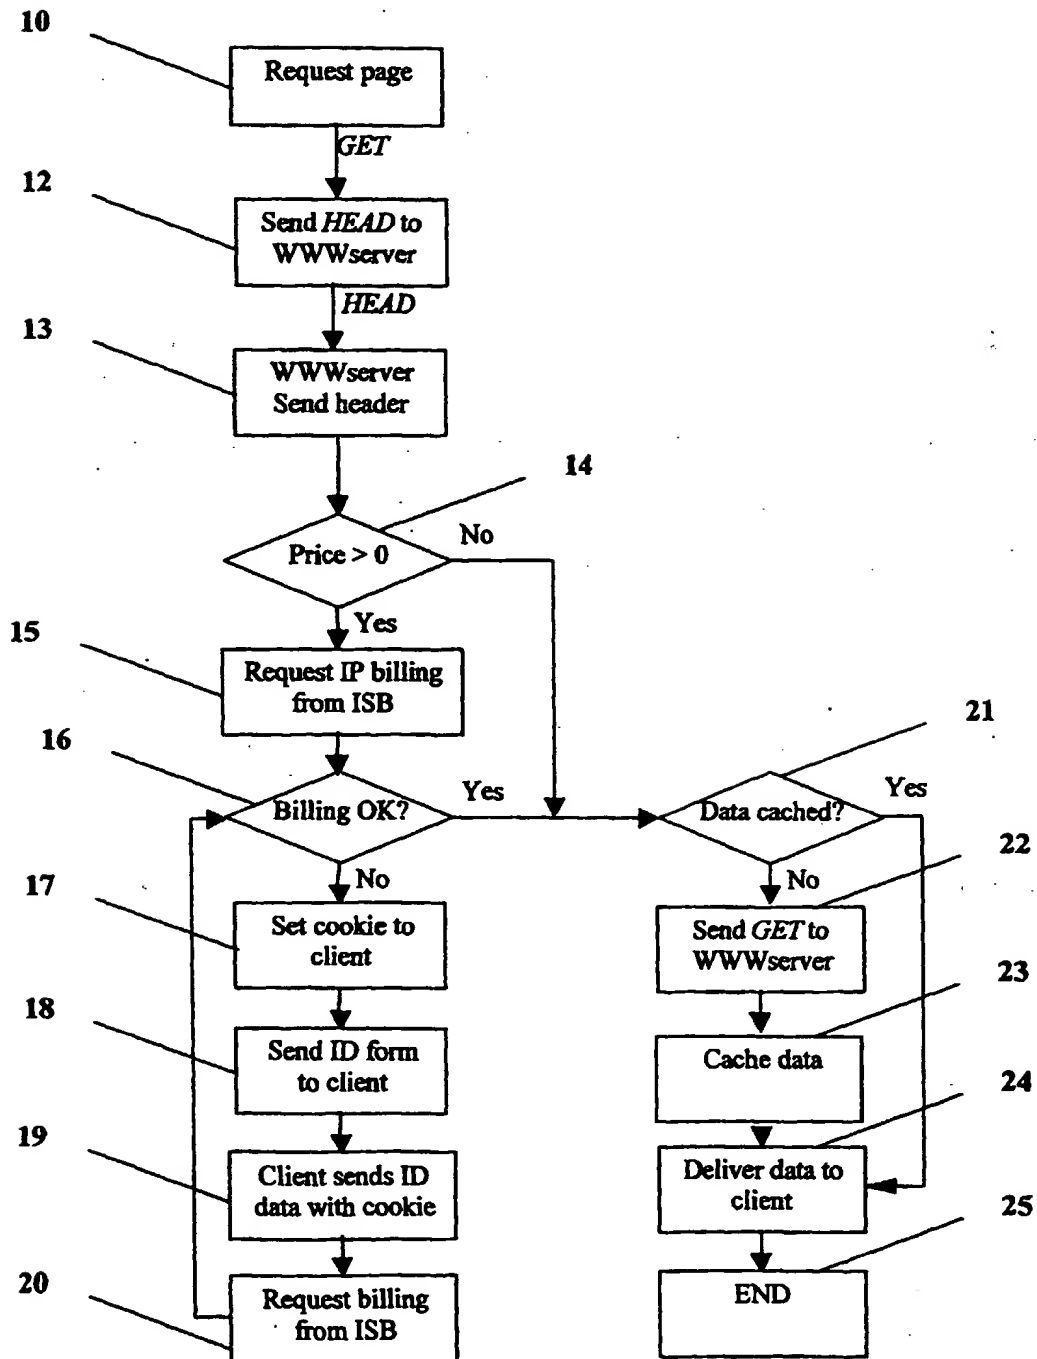 10
Request page
GET
12
Send HEAD to
WWWserver
HEAD
13
WWWserver
Send header
14
Price > 0
No
Yes
15
Request IP billing
from ISB
16
Billing OK?
Yes
No
17
Set cookie to
client
18
Send ID form
to client
19
Client sends ID
data with cookie
20
Request billing
from ISB
21
Data cached?
Yes
No
22
Send GET to
WWWserver
23
Cache data
24
Deliver data to
client
25
END